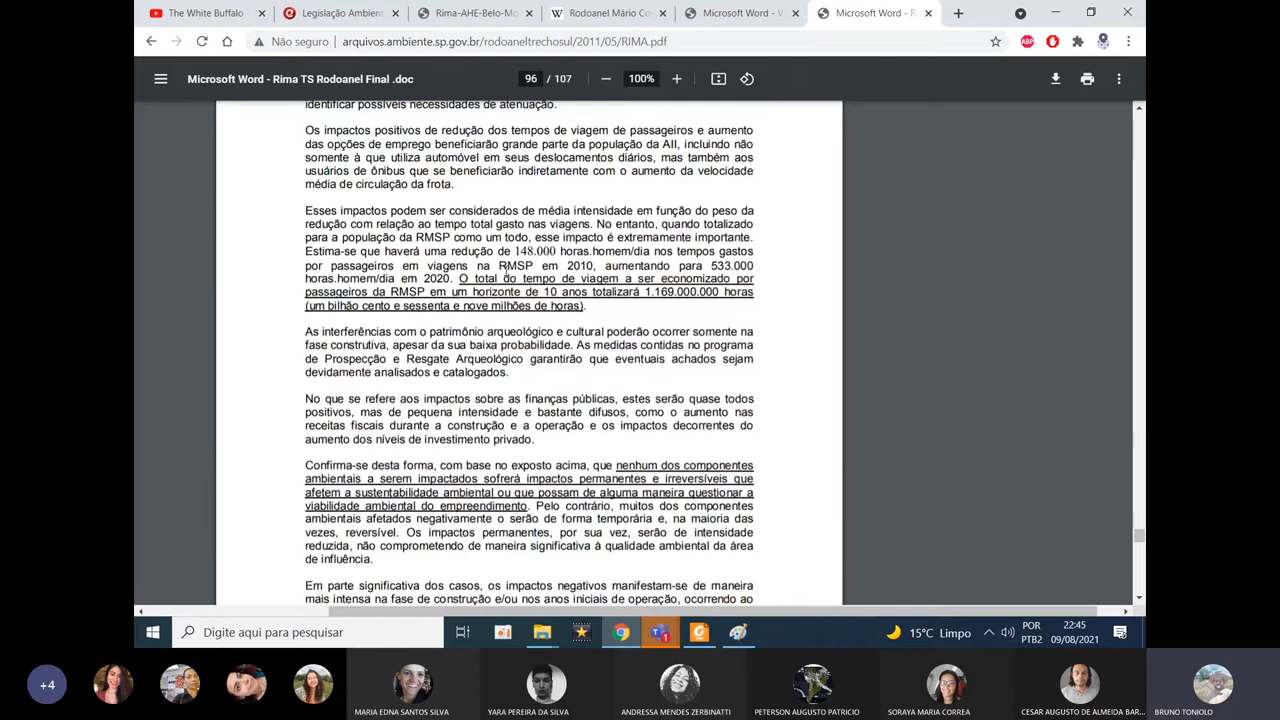 The White Buffalo -
Legislação Ambient
Rima-AHE-Belo-Mo
Rodoanel Mário Co
Microsoft Word - V
Microsoft Word - R
Não seguro
arquivos.ambiente.sp.gov.br/rodoaneltrechosul/2011/05/RIMA.pdf
ABP
Microsoft Word - Rima TS Rodoanel Final .doc
96 / 107
100%
identificar possíveis necessidades de atenuação.
Os impactos positivos de redução dos tempos de viagem de passageiros e aumento
das opções de emprego beneficiarão grande parte da população da AII, incluindo não
somente à que utiliza automóvel em seus deslocamentos diários, mas também aos
usuários de ônibus que se beneficiarão indiretamente com o aumento da velocidade
média de circulação da frota.
Esses impactos podem ser considerados de média intensidade em função do peso da
redução com relação ao tempo total gasto nas viagens. No entanto, quando totalizado
para a população da RMSP como um todo, esse impacto é extremamente importante.
Estima-se que haverá uma redução de 148.000 horas.homem/dia nos tempos gastos
por passageiros em viagens na RMSP em 2010, aumentando para 533.000
horas.homem/dia em 2020. O total do tempo de viagem a ser economizado por
passageiros da RMSP em um horizonte de 10 anos totalizará 1.169.000.000 horas
(um bilhão cento e sessenta e nove milhões de horas).
As interferências com o patrimônio arqueológico e cultural poderão ocorrer somente na
fase construtiva, apesar da sua baixa probabilidade. As medidas contidas no programa
de Prospecção e Resgate Arqueológico garantirão que eventuais achados sejam
devidamente analisados e catalogados.
No que se refere aos impactos sobre as finanças públicas, estes serão quase todos
positivos, mas de pequena intensidade e bastante difusos, como o aumento nas
receitas fiscais durante a construção e a operação e os impactos decorrentes do
aumento dos níveis de investimento privado.
Confirma-se desta forma, com base no exposto acima, que nenhum dos componentes
ambientais a serem impactados sofrerá impactos permanentes e irreversíveis que
afetem a sustentabilidade ambiental ou que possam de alguma maneira questionar a
viabilidade ambiental do empreendimento. Pelo contrário, muitos dos componentes
ambientais afetados negativamente o serão de forma temporária e, na maioria das
vezes, reversível. Os impactos permanentes, por sua vez, serão de intensidade
reduzida, não comprometendo de maneira significativa à qualidade ambiental da área
de influência.
Em parte significativa dos casos, os impactos negativos manifestam-se de maneira
mais intensa na fase de construção e/ou nos anos iniciais de operação, ocorrendo ao
Digite aqui para pesquisar
1
15°C Limpo
POR
PTB2
22:45
09/08/2021
+4
MARIA EDNA SANTOS SILVA
YARA PEREIRA DA SILVA
ANDRESSA MENDES ZERBINATTI
PETERSON AUGUSTO PATRICIO
SORAYA MARIA CORREA
CESAR AUGUSTO DE ALMEIDA BAR...
BRUNO TONIOLO